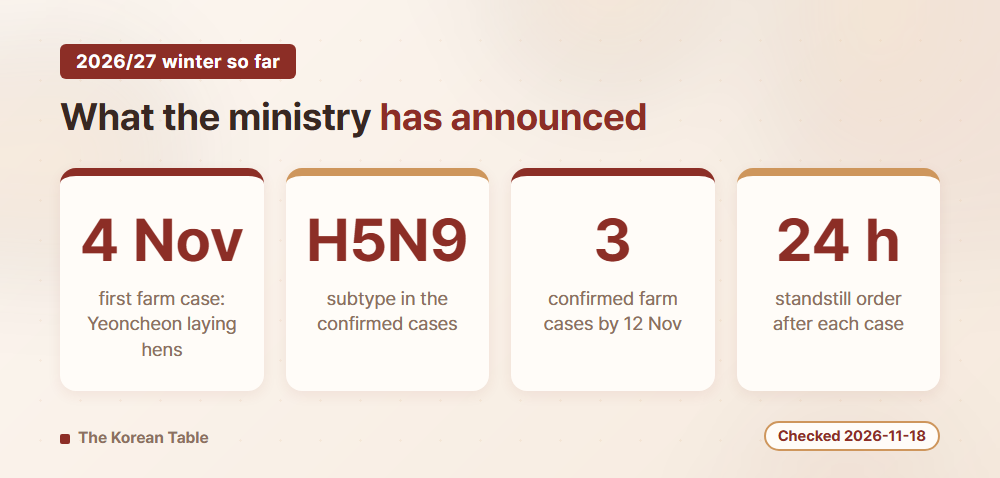 2026/27 winter so far
What the ministry has announced
4 Nov
first farm case:
Yeoncheon laying
hens
H5N9
subtype in the
confirmed cases
3
confirmed farm
cases by 12 Nov
24 h
standstill order
after each case
The Korean Table
Checked 2026-11-18